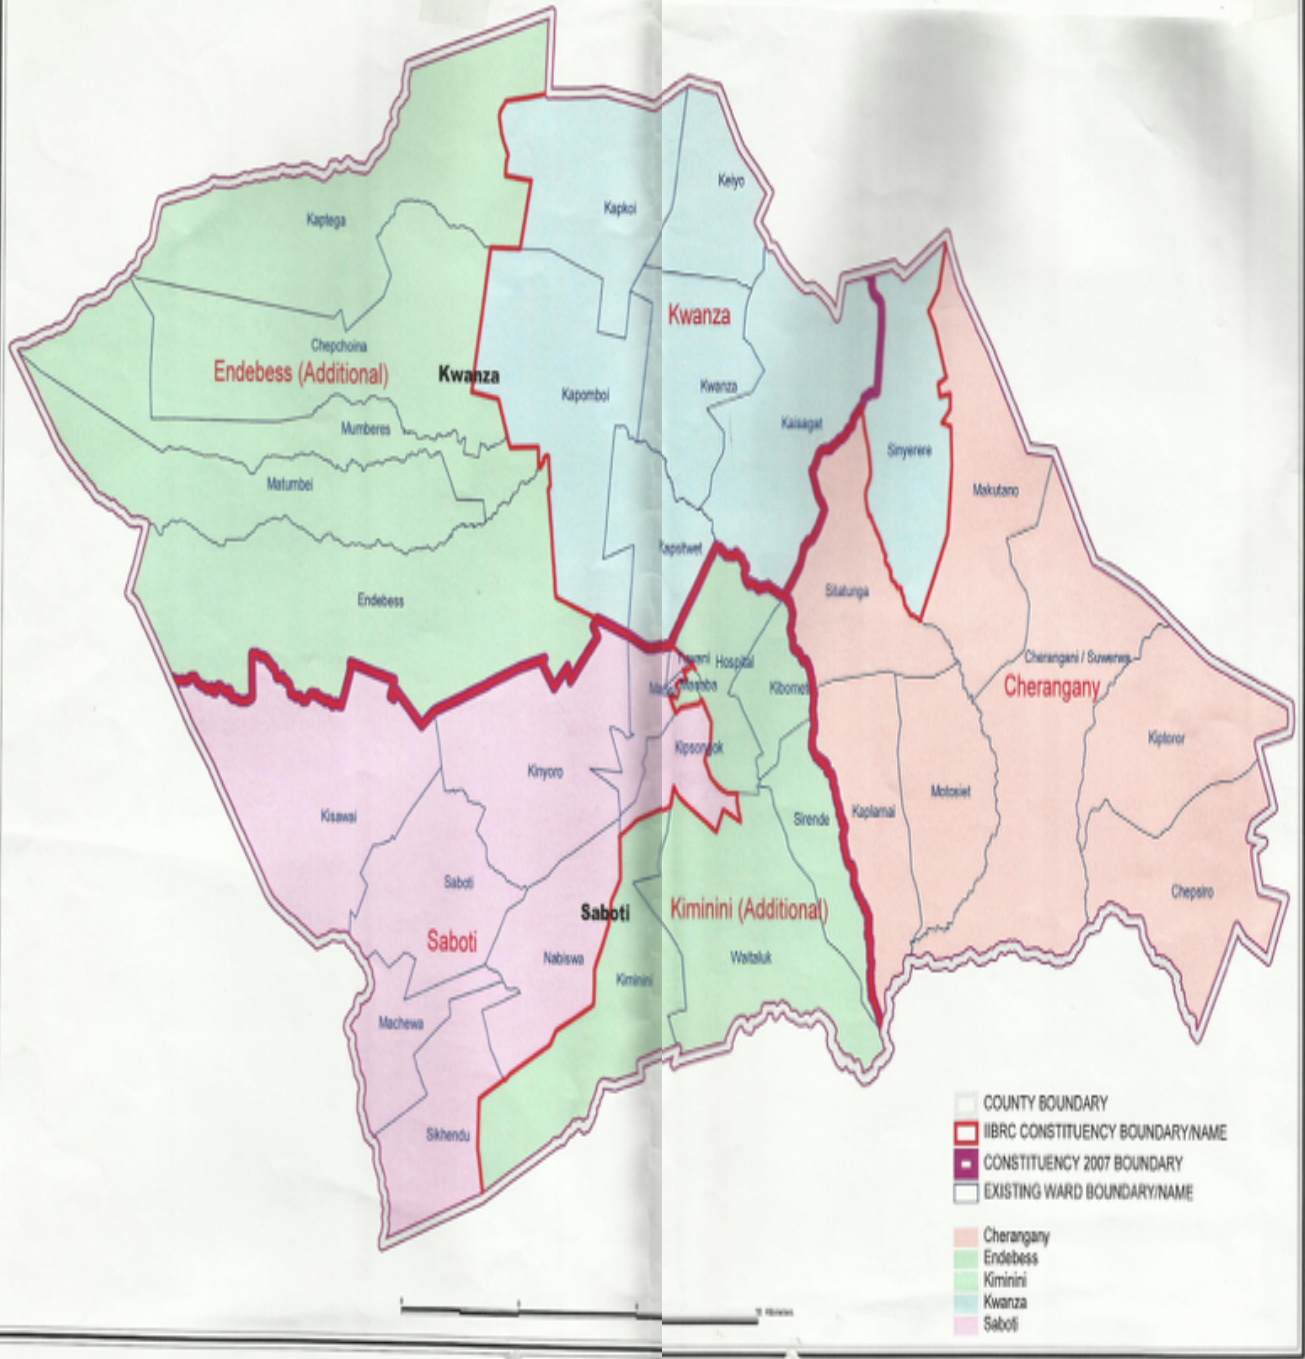 Keiyo
Kapkoi
Kaptega
Kwanza
Chepchoina
Endebess (Additional)
Kwanza
Kwanza
Kapomboi
Kaisagat
Mumberes
Sinyerere
Matumbei
Makutano
Kapsitwet
Sitatunga
Endebess
Hospital
Cherangani / Suwerwa
Kibomet
Cherangany
Kiptoror
Kipsongok
Kinyoro
Motosiet
Kaplamai
Kisawai
Sirende
Saboti
Chepsiro
Saboti
Kiminini (Additional)
Saboti
Nabiswa
Waitaluk
Kiminini
Machewa
Sikhendu
COUNTY BOUNDARY
IIBRC CONSTITUENCY BOUNDARY/NAME
CONSTITUENCY 2007 BOUNDARY
EXISTING WARD BOUNDARY/NAME
Cherangany
Endebess
Kiminini
Kwanza
Saboti